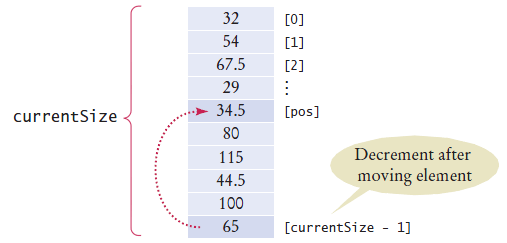 32 [0]
54 [1]
67.5 [2]
29 ⋮
currentSize
34.5 [pos]
80
115
44.5
100
65 [currentSize - 1]
Decrement after
moving element